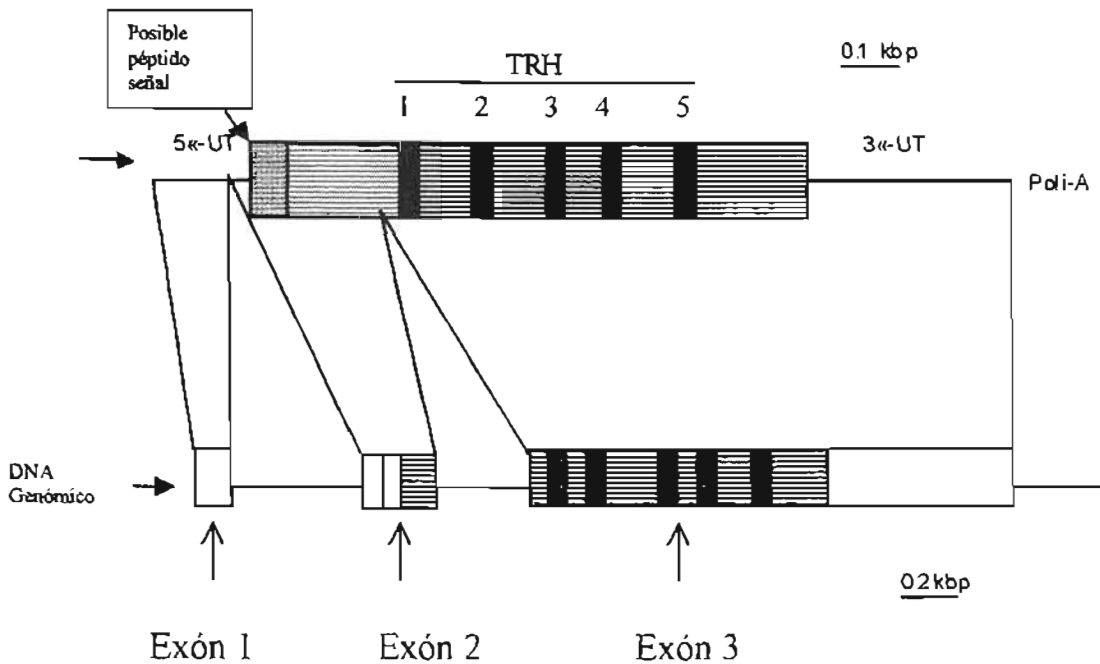 Posible
péptido
señal
0.1 kbp
TRH
1 2 3 4 5
5«-UT
3«-UT
Poli-A
DNA
Genómico
0.2 kbp
Exón 1 Exón 2 Exón 3